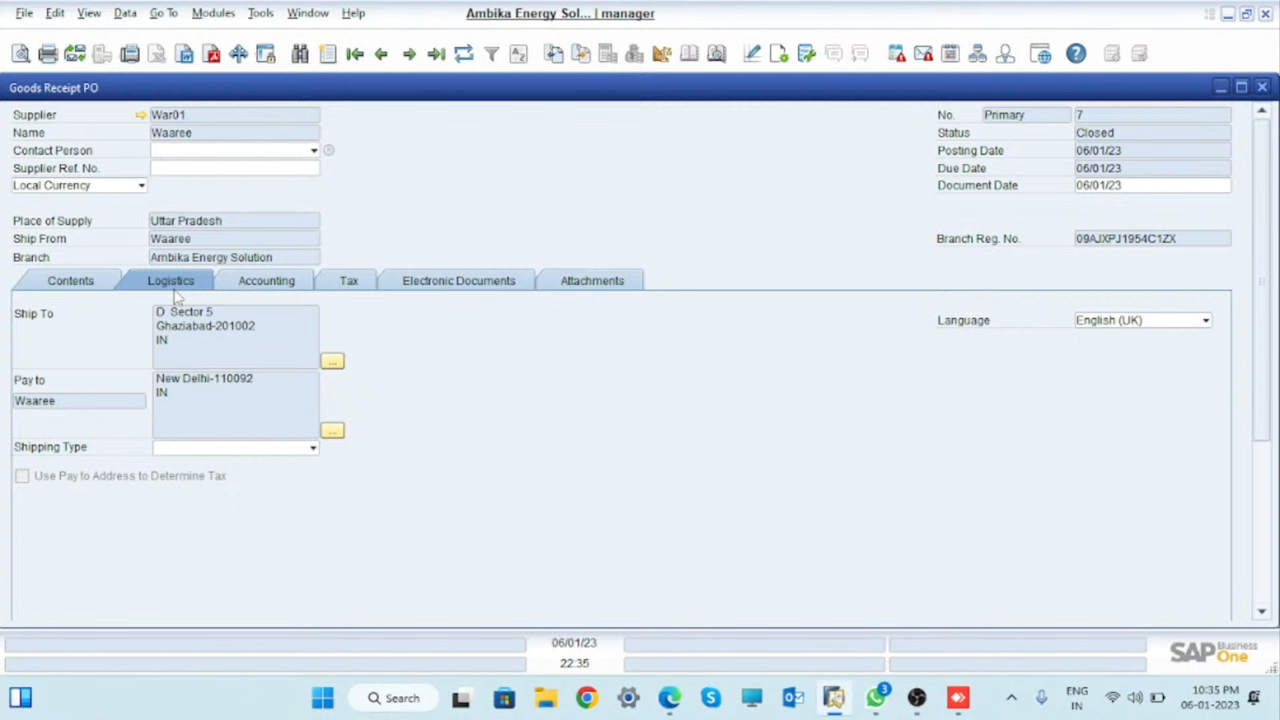 File Edit View Data Go To Modules Tools Window Help
Ambika Energy Sol... | manager
Goods Receipt PO
Supplier War01
Name Waaree
Contact Person
Supplier Ref. No.
Local Currency
No. Primary 7
Status Closed
Posting Date 06/01/23
Due Date 06/01/23
Document Date 06/01/23
Place of Supply Uttar Pradesh
Ship From Waaree
Branch Ambika Energy Solution
Branch Reg. No. 09AJXPJ1954C1ZX
Contents Logistics Accounting Tax Electronic Documents Attachments
Ship To
D Sector 5
Ghaziabad-201002
IN
...
Language English (UK)
Pay to
Waaree
New Delhi-110092
IN
...
Shipping Type
Use Pay to Address to Determine Tax
06/01/23
22:35
SAP Business One
Search
3
ENG
IN
10:35 PM
06-01-2023